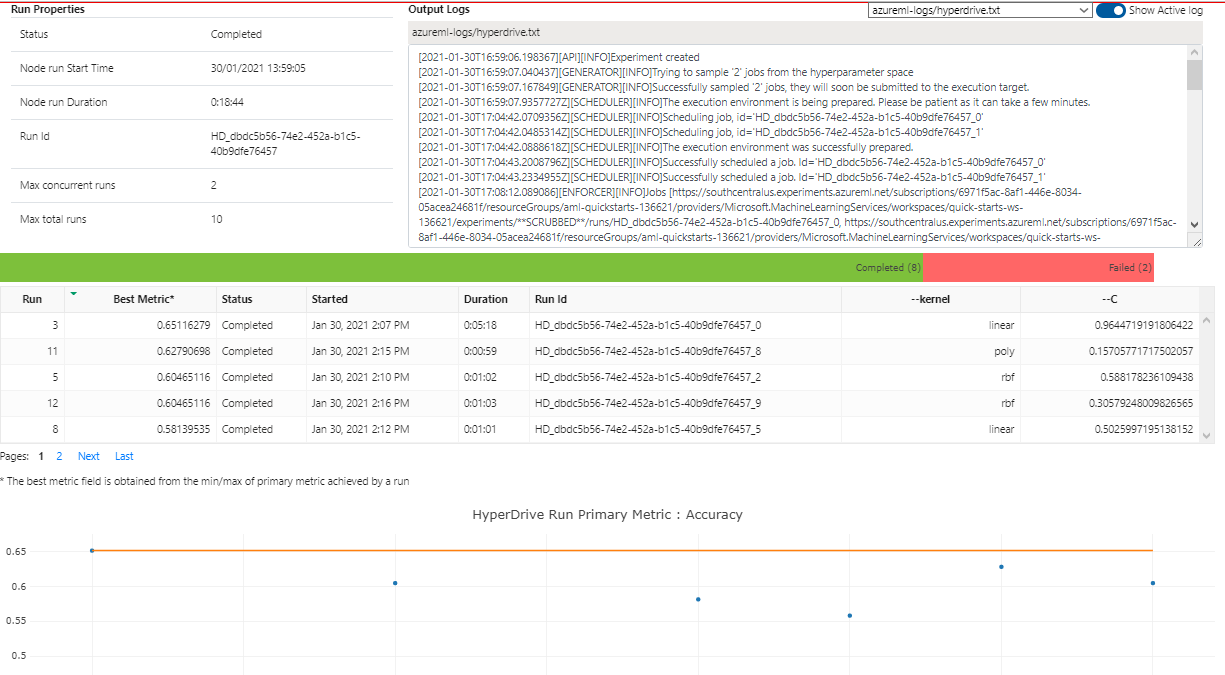 Run Properties
Status Completed
Node run Start Time 30/01/2021 13:59:05
Node run Duration 0:18:44
Run Id HD_dbdc5b56-74e2-452a-b1c5-
40b9dfe76457
Max concurrent runs 2
Max total runs 10
Output Logs
azureml-logs/hyperdrive.txt
Show Active log
azureml-logs/hyperdrive.txt
[2021-01-30T16:59:06.198367][API][INFO]Experiment created
[2021-01-30T16:59:07.040437][GENERATOR][INFO]Trying to sample '2' jobs from the hyperparameter space
[2021-01-30T16:59:07.167849][GENERATOR][INFO]Successfully sampled '2' jobs, they will soon be submitted to the execution target.
[2021-01-30T16:59:07.9357727Z][SCHEDULER][INFO]The execution environment is being prepared. Please be patient as it can take a few minutes.
[2021-01-30T17:04:42.0709356Z][SCHEDULER][INFO]Scheduling job, id='HD_dbdc5b56-74e2-452a-b1c5-40b9dfe76457_0'
[2021-01-30T17:04:42.0485314Z][SCHEDULER][INFO]Scheduling job, id='HD_dbdc5b56-74e2-452a-b1c5-40b9dfe76457_1'
[2021-01-30T17:04:42.0888618Z][SCHEDULER][INFO]The execution environment was successfully prepared.
[2021-01-30T17:04:43.2008796Z][SCHEDULER][INFO]Successfully scheduled a job. Id='HD_dbdc5b56-74e2-452a-b1c5-40b9dfe76457_0'
[2021-01-30T17:04:43.2334955Z][SCHEDULER][INFO]Successfully scheduled a job. Id='HD_dbdc5b56-74e2-452a-b1c5-40b9dfe76457_1'
[2021-01-30T17:08:12.089086][ENFORCER][INFO]Jobs [https://southcentralus.experiments.azureml.net/subscriptions/6971f5ac-8af1-446e-8034-
05acea24681f/resourceGroups/aml-quickstarts-136621/providers/Microsoft.MachineLearningServices/workspaces/quick-starts-ws-
136621/experiments/**SCRUBBED**/runs/HD_dbdc5b56-74e2-452a-b1c5-40b9dfe76457_0, https://southcentralus.experiments.azureml.net/subscriptions/6971f5ac-
8af1-446e-8034-05acea24681f/resourceGroups/aml-quickstarts-136621/providers/Microsoft.MachineLearningServices/workspaces/quick-starts-ws-
Completed (8) Failed (2)
Run Best Metric* Status Started Duration Run Id --kernel --C
3 0.65116279 Completed Jan 30, 2021 2:07 PM 0:05:18 HD_dbdc5b56-74e2-452a-b1c5-40b9dfe76457_0 linear 0.9644719191806422
11 0.62790698 Completed Jan 30, 2021 2:15 PM 0:00:59 HD_dbdc5b56-74e2-452a-b1c5-40b9dfe76457_8 poly 0.15705771717502057
5 0.60465116 Completed Jan 30, 2021 2:10 PM 0:01:02 HD_dbdc5b56-74e2-452a-b1c5-40b9dfe76457_2 rbf 0.588178236109438
12 0.60465116 Completed Jan 30, 2021 2:16 PM 0:01:03 HD_dbdc5b56-74e2-452a-b1c5-40b9dfe76457_9 rbf 0.30579248009826565
8 0.58139535 Completed Jan 30, 2021 2:12 PM 0:01:01 HD_dbdc5b56-74e2-452a-b1c5-40b9dfe76457_5 linear 0.5025997195138152
Pages: 1 2 Next Last
* The best metric field is obtained from the min/max of primary metric achieved by a run
HyperDrive Run Primary Metric : Accuracy
0.65
0.6
0.55
0.5